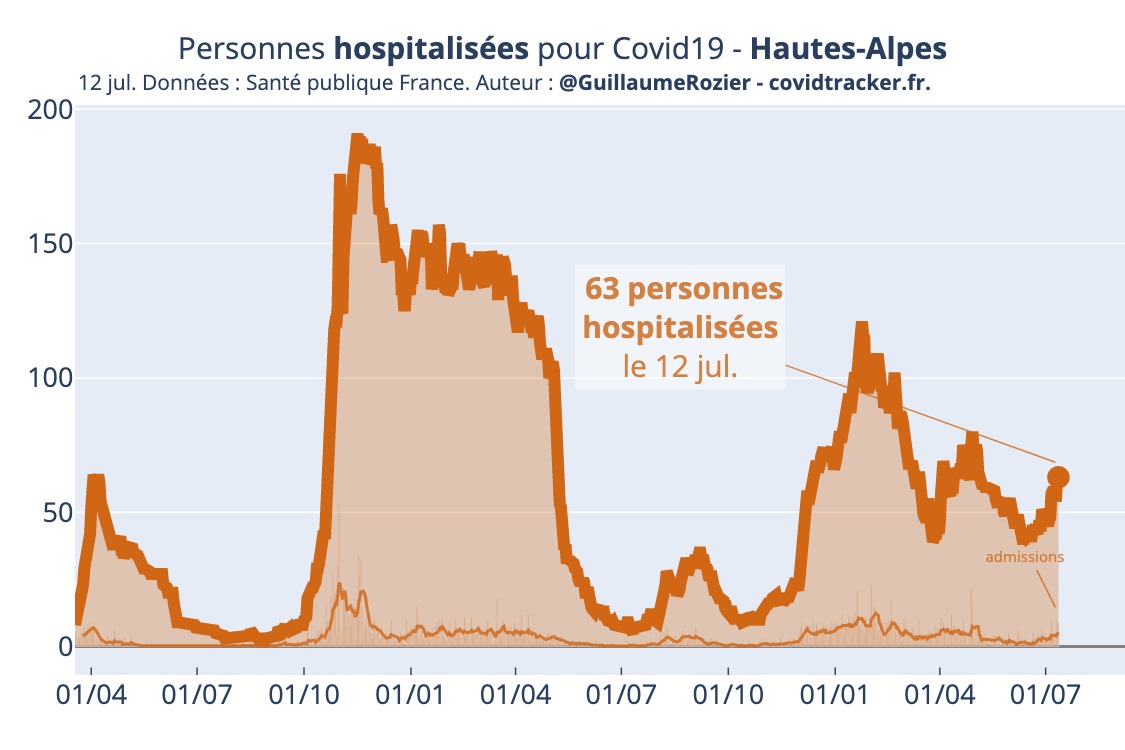 Personnes hospitalisées pour Covid19 - Hautes-Alpes
12 jul. Données : Santé publique France. Auteur : @GuillaumeRozier - covidtracker.fr.
200
150
63 personnes
hospitalisées
le 12 jul.
100
50
admissions
0
01/04 01/07 01/10 01/01 01/04 01/07 01/10 01/01 01/04 01/07